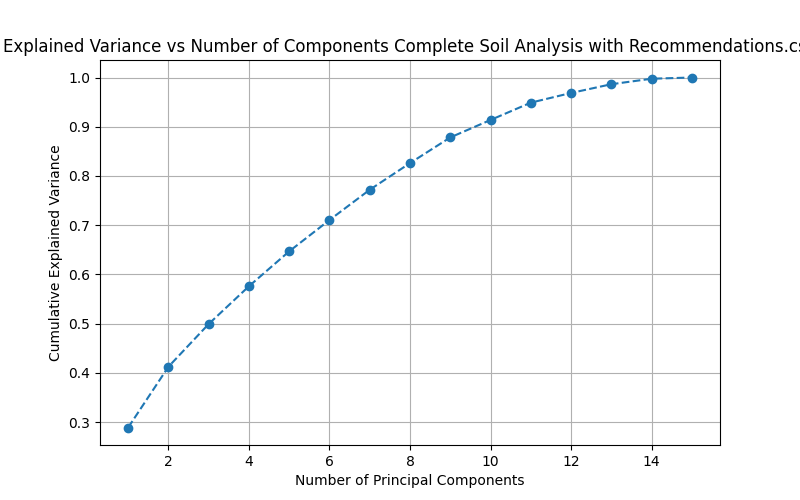 Explained Variance vs Number of Components Complete Soil Analysis with Recommendations.cs
1.0
0.9
0.8
0.7
0.6
0.5
0.4
0.3
Cumulative Explained Variance
2 4 6 8 10 12 14
Number of Principal Components